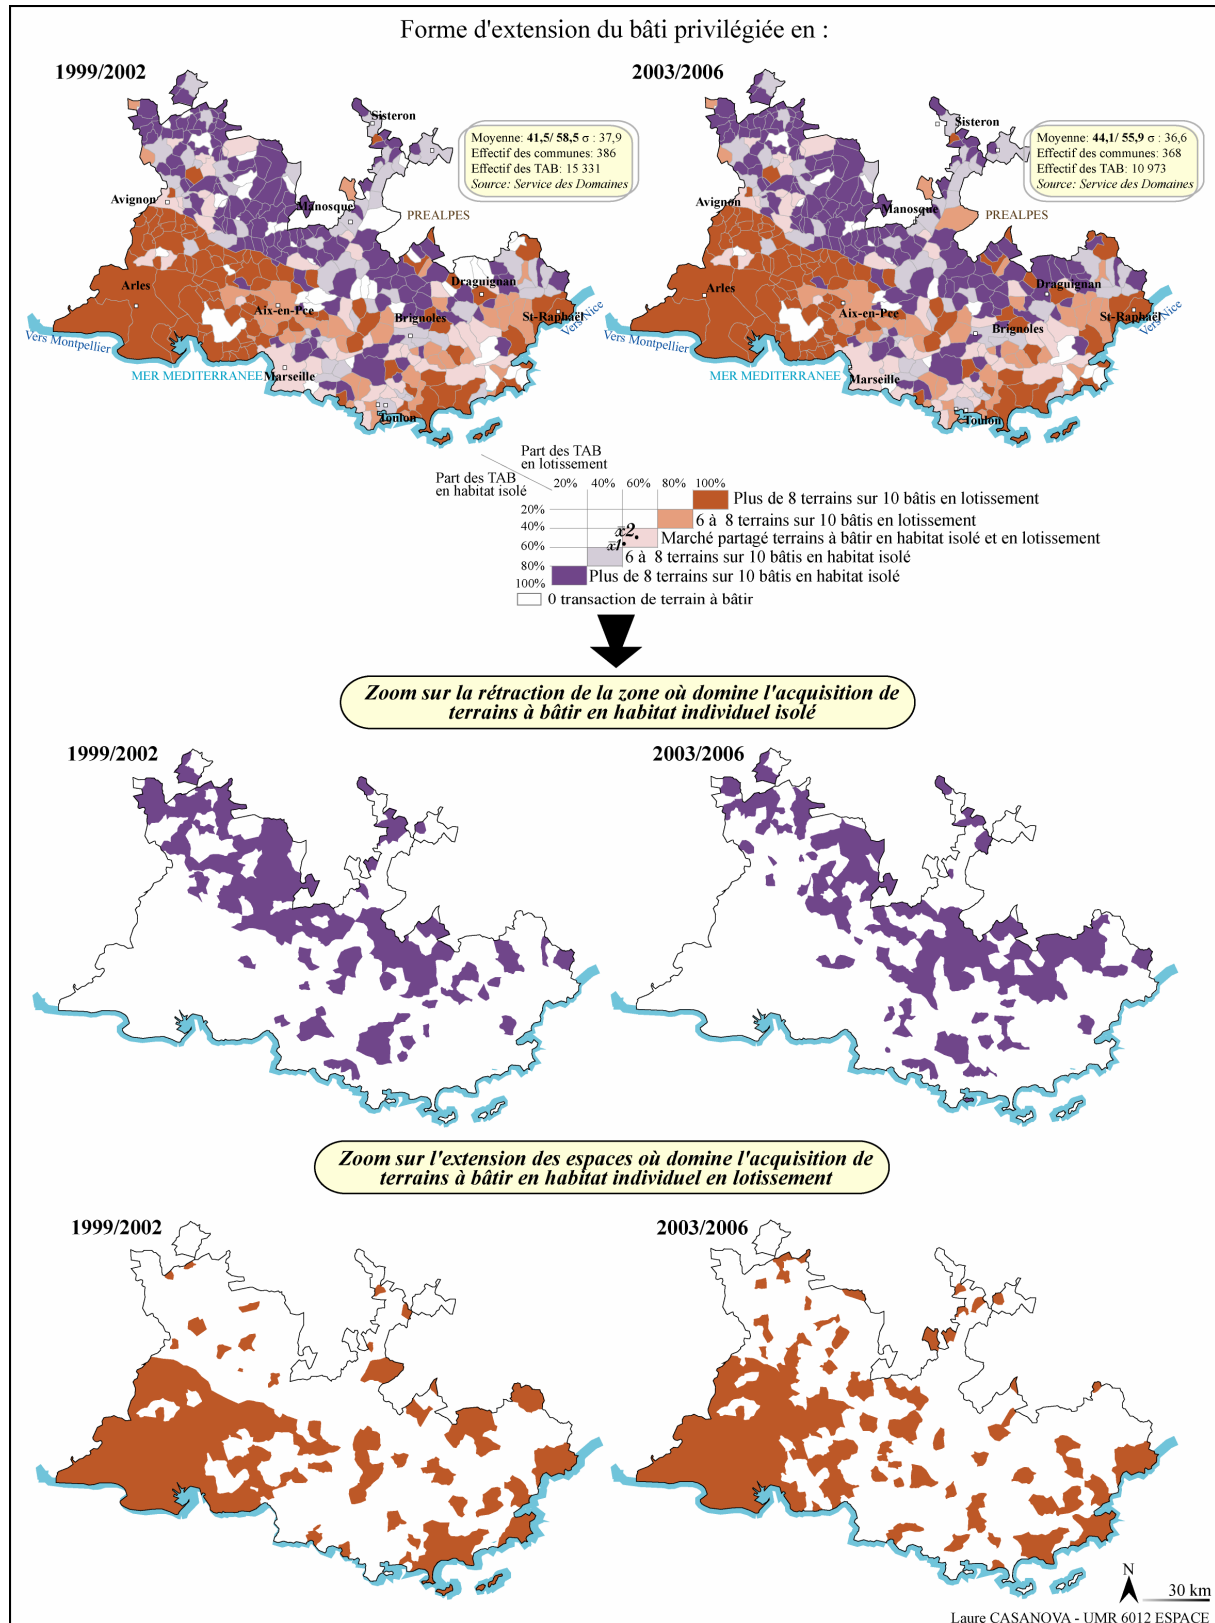 Forme d'extension du bâti privilégiée en :
1999/2002
2003/2006
Sisteron
Moyenne: 41,5/ 58,5 σ : 37,9
Effectif des communes: 386
Effectif des TAB: 15 331
Source: Service des Domaines
Avignon
Manosque
PREALPES
Arles
Draguignan
Aix-en-Pce
Brignoles
St-Raphaël
Vers Nice
Vers Montpellier
MER MEDITERRANEE
Marseille
Toulon
Sisteron
Moyenne: 44,1/ 55,9 σ : 36,6
Effectif des communes: 368
Effectif des TAB: 10 973
Source: Service des Domaines
Avignon
Manosque
PREALPES
Arles
Draguignan
Aix-en-Pce
Brignoles
St-Raphaël
Vers Nice
Vers Montpellier
MER MEDITERRANEE
Marseille
Toulon
Part des TAB
en lotissement
Part des TAB
en habitat isolé
20% 40% 60% 80% 100%
Plus de 8 terrains sur 10 bâtis en lotissement
20%
6 à 8 terrains sur 10 bâtis en lotissement
40%
x2
Marché partagé terrains à bâtir en habitat isolé et en lotissement
60%
x1
6 à 8 terrains sur 10 bâtis en habitat isolé
80%
Plus de 8 terrains sur 10 bâtis en habitat isolé
100%
0 transaction de terrain à bâtir
Zoom sur la rétraction de la zone où domine l'acquisition de
terrains à bâtir en habitat individuel isolé
1999/2002
2003/2006
Zoom sur l'extension des espaces où domine l'acquisition de
terrains à bâtir en habitat individuel en lotissement
1999/2002
2003/2006
N
30 km
Laure CASANOVA - UMR 6012 ESPACE